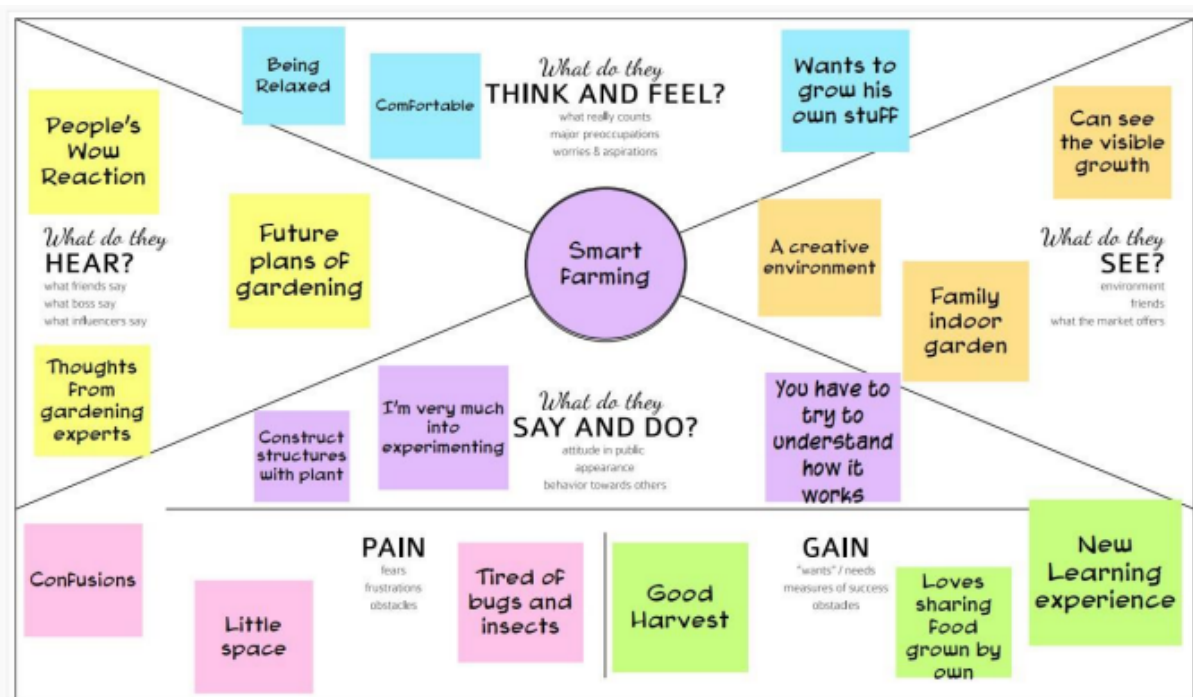 Being
Relaxed
Comfortable
What do they
THINK AND FEEL?
what really counts
major preoccupations
worries & aspirations
Wants to
grow his
own stuff
People's
Wow
Reaction
What do they
HEAR?
what friends say
what boss say
what influencers say
Future
plans of
gardening
Thoughts
from
gardening
experts
Smart
farming
Can see
the visible
growth
A creative
environment
Family
indoor
garden
What do they
SEE?
environment
friends
what the market offers
Construct
structures
with plant
I'm very much
into
experimenting
What do they
SAY AND DO?
attitude in public
appearance
behavior towards others
You have to
try to
understand
how it
works
Confusions
Little
space
PAIN
fears
frustrations
obstacles
Tired of
bugs and
insects
Good
Harvest
GAIN
"wants" / needs
measures of success
obstacles
Loves
sharing
food
grown by
own
New
Learning
experience